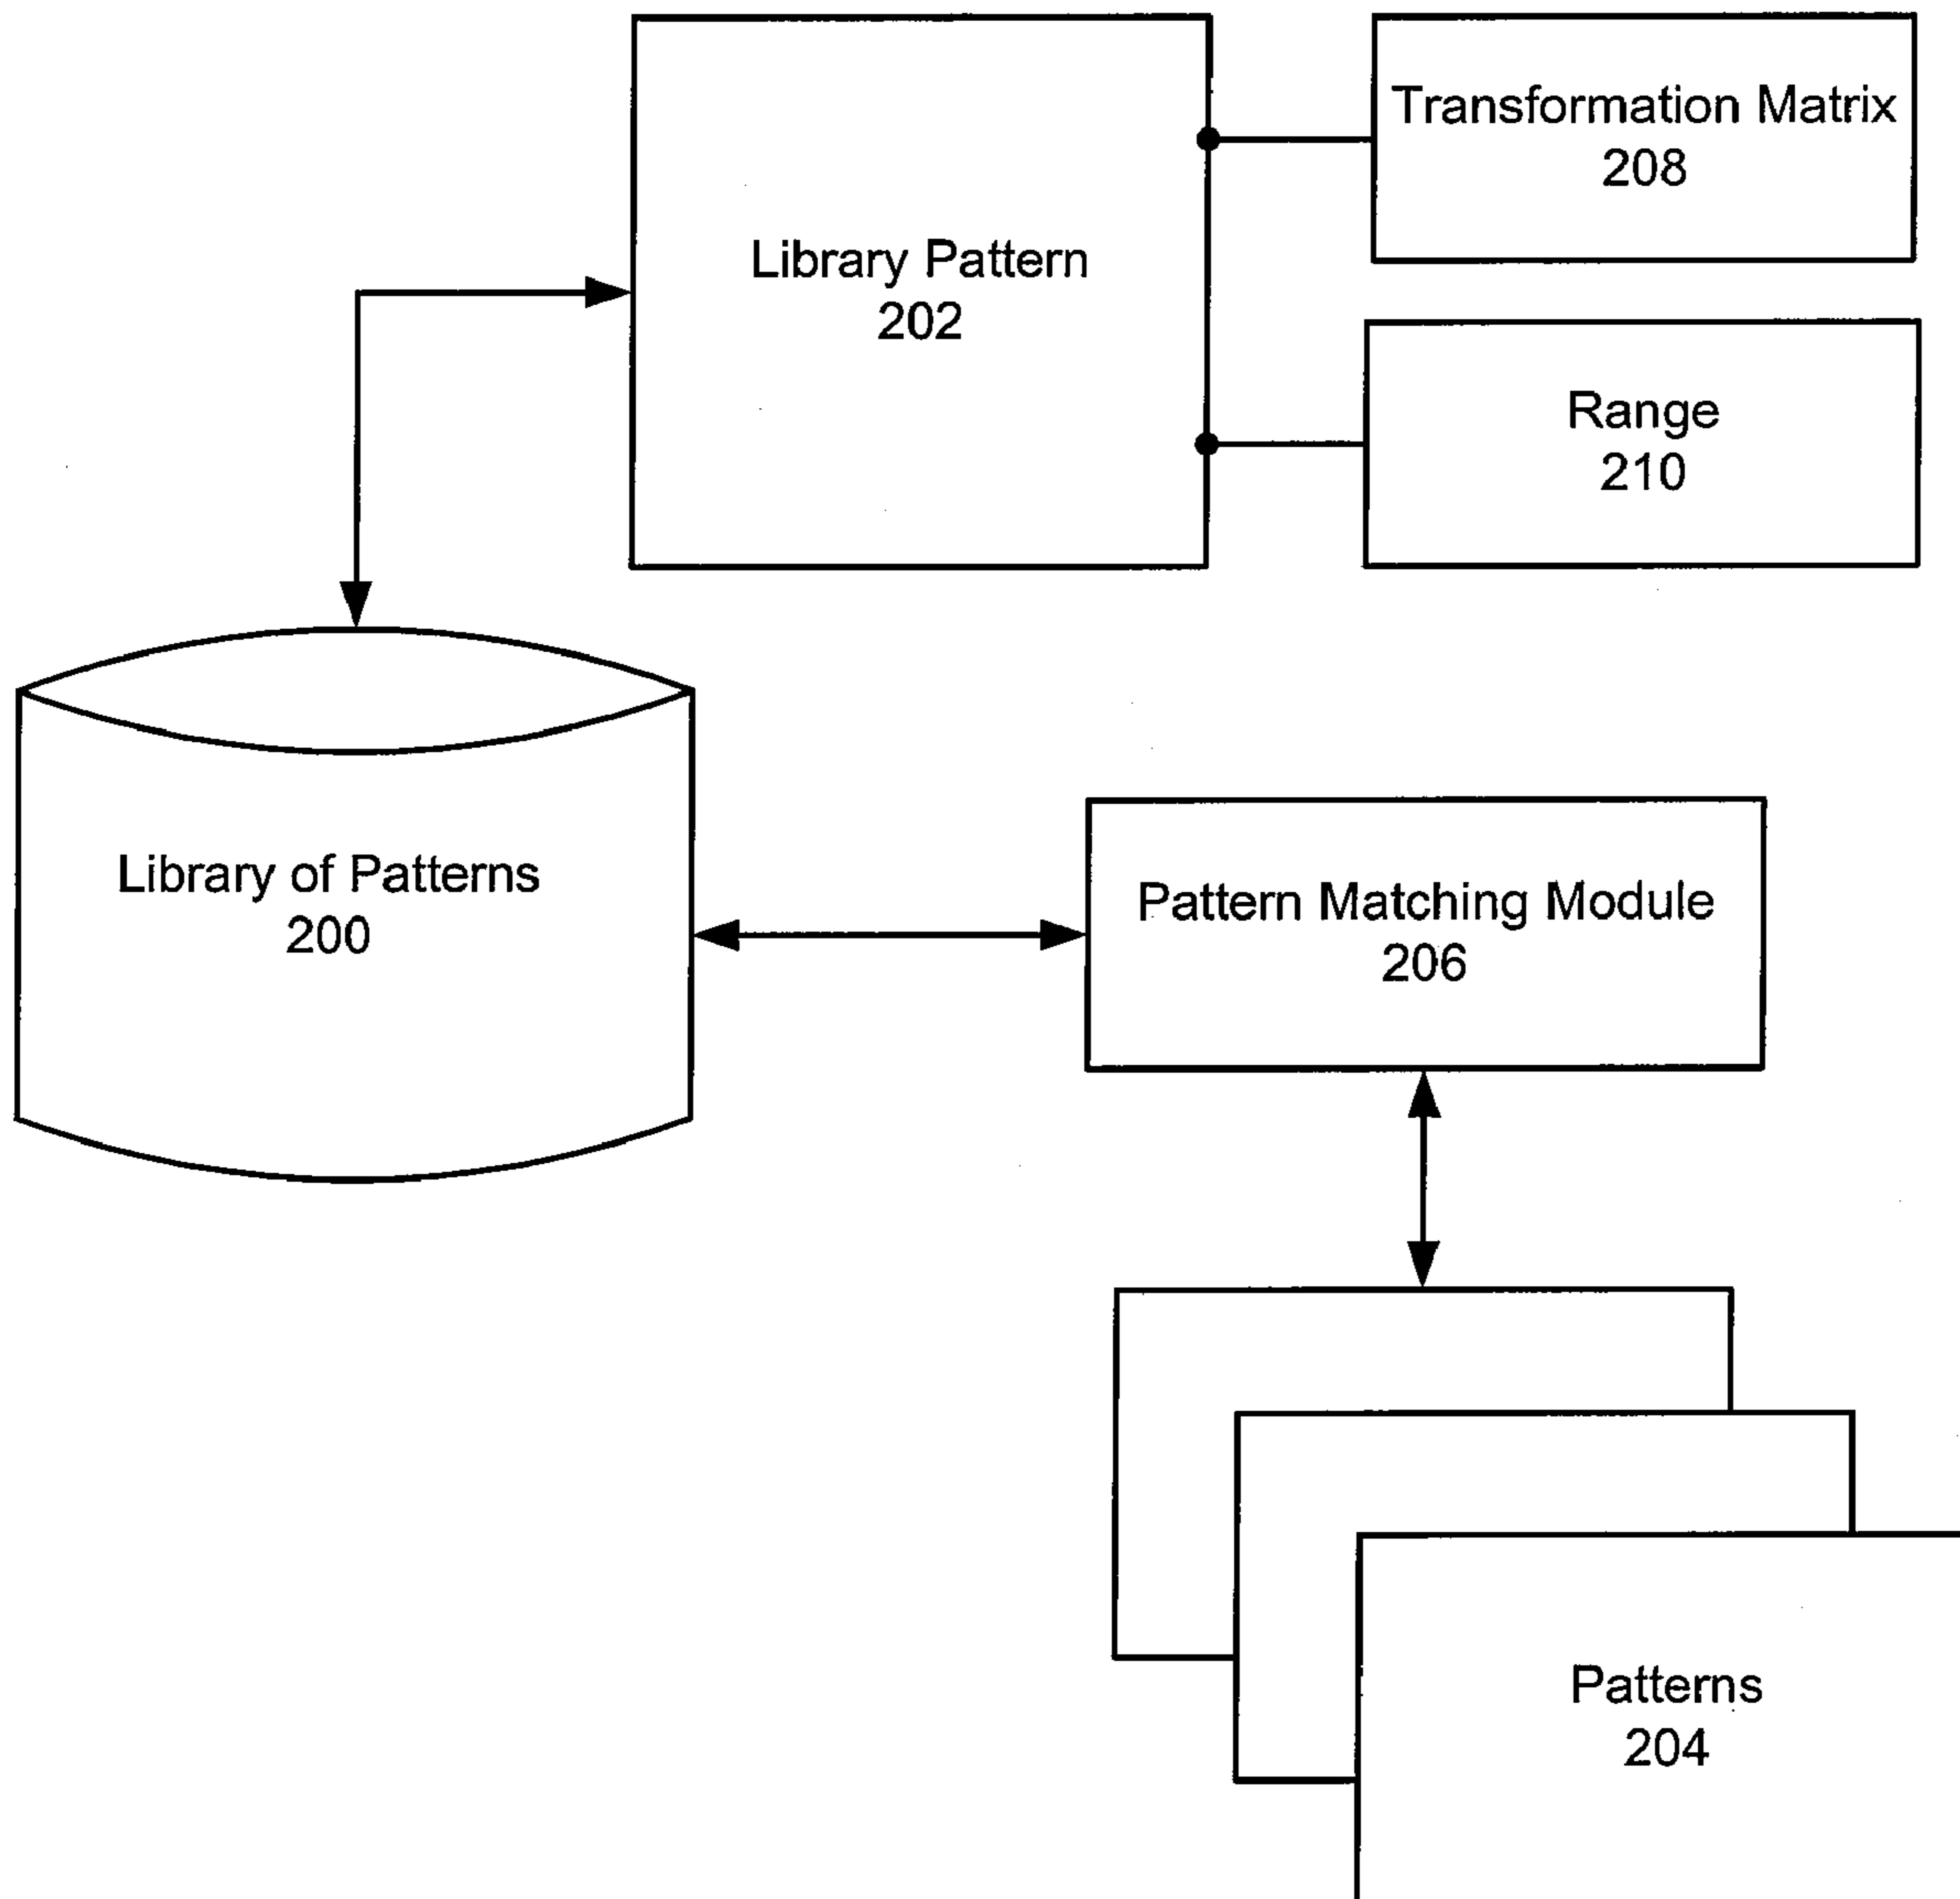 Transformation Matrix
208
Library Pattern
202
Range
210
Library of Patterns
200
Pattern Matching Module
206
Patterns
204